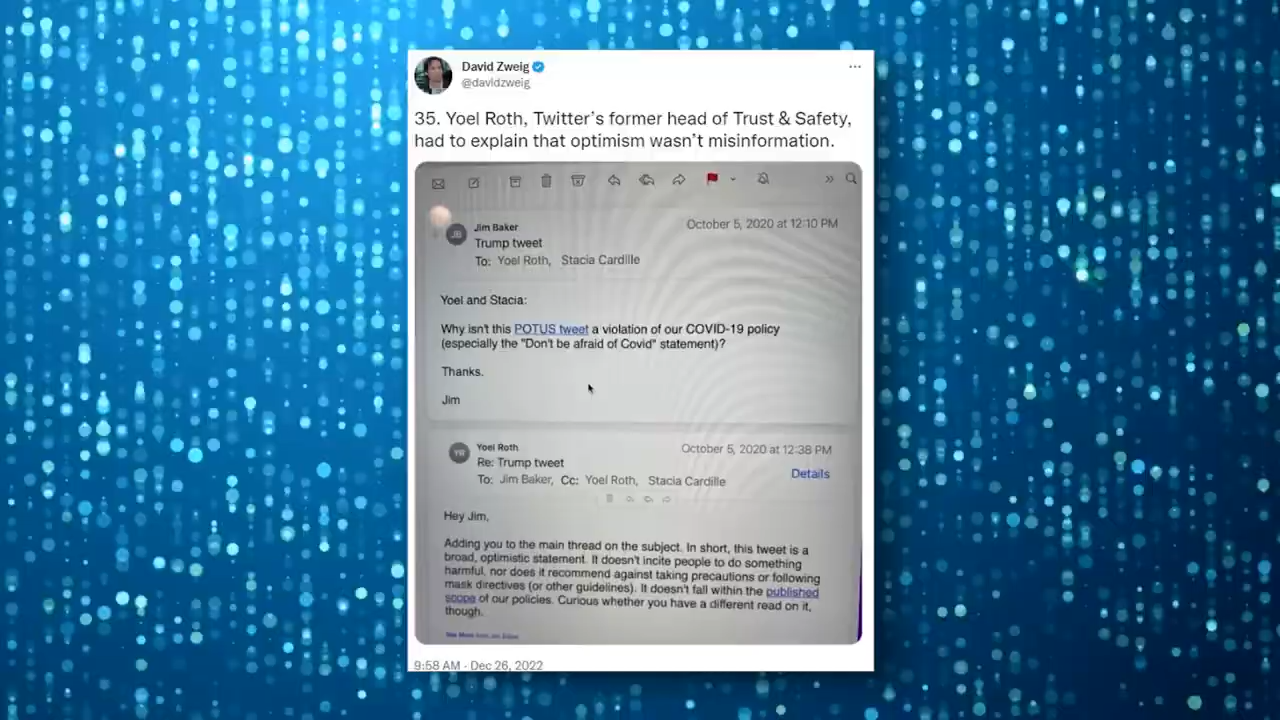 David Zweig
@davidzweig
35. Yoel Roth, Twitter's former head of Trust & Safety,
had to explain that optimism wasn't misinformation.
JB
Jim Baker
October 5, 2020 at 12:10 PM
Trump tweet
To: Yoel Roth, Stacia Cardille
Yoel and Stacia:
Why isn't this POTUS tweet a violation of our COVID-19 policy
(especially the "Don't be afraid of Covid" statement)?
Thanks.
Jim
YR
Yoel Roth
October 5, 2020 at 12:38 PM
Re: Trump tweet
Details
To: Jim Baker, Cc: Yoel Roth, Stacia Cardille
Hey Jim,
Adding you to the main thread on the subject. In short, this tweet is a
broad, optimistic statement. It doesn't incite people to do something
harmful, nor does it recommend against taking precautions or following
mask directives (or other guidelines). It doesn't fall within the published
scope of our policies. Curious whether you have a different read on it,
though.
See More from Jim Baker
9:58 AM · Dec 26, 2022